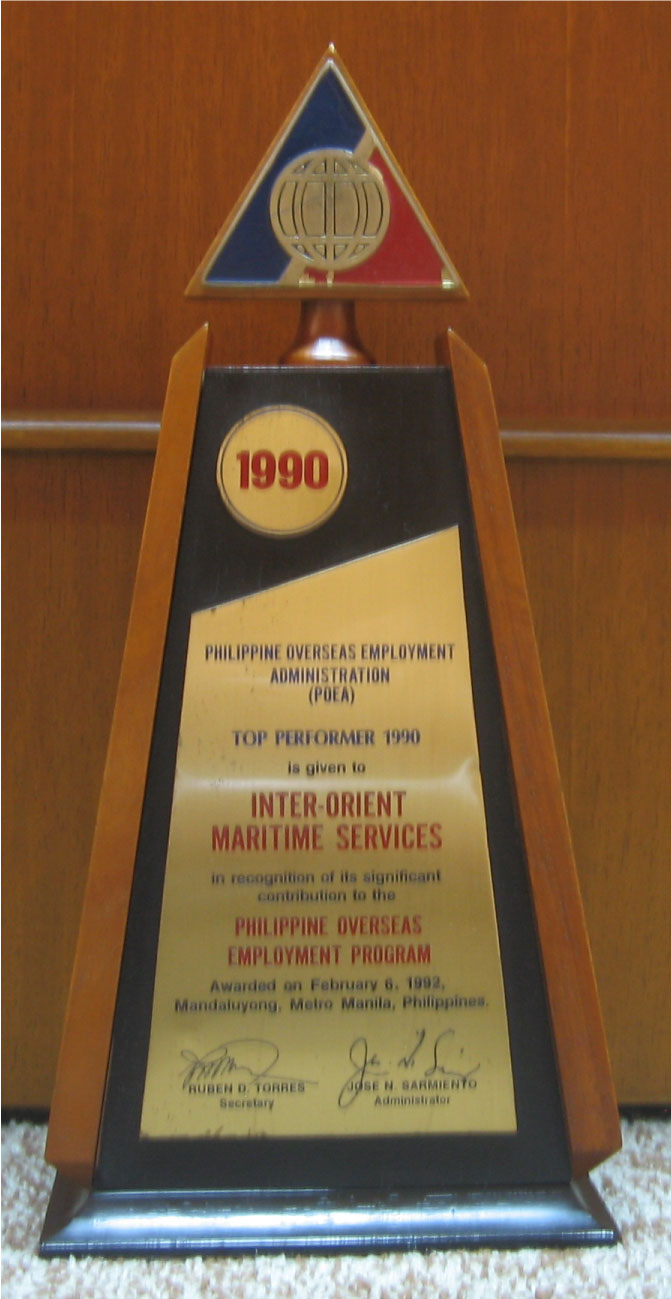 1990
PHILIPPINE OVERSEAS EMPLOYMENT
ADMINISTRATION
(POEA)
TOP PERFORMER 1990
is given to
INTER-ORIENT
MARITIME SERVICES
in recognition of its significant
contribution to the
PHILIPPINE OVERSEAS
EMPLOYMENT PROGRAM
Awarded on February 6, 1992,
Mandaluyong, Metro Manila, Philippines.
RUBEN D. TORRES JOSE N. SARMIENTO
Secretary Administrator